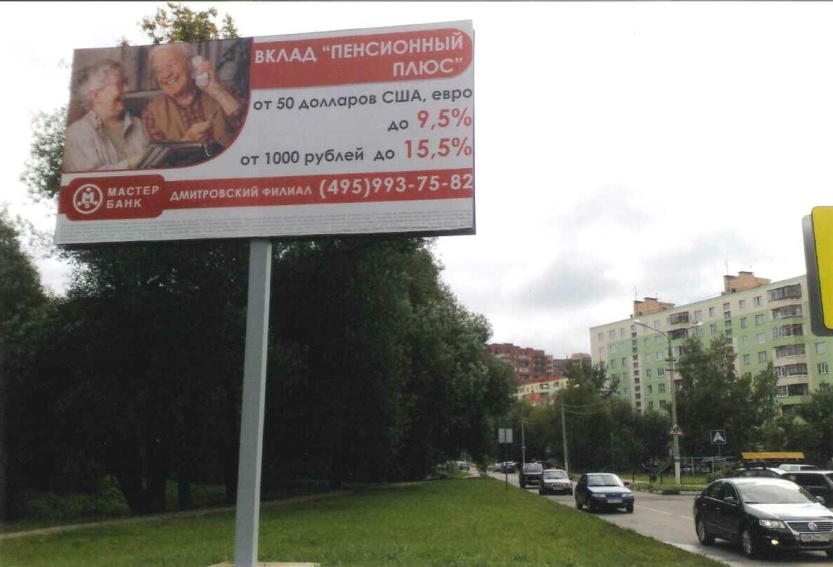 ВКЛАД "ПЕНСИОННЫЙ
ПЛЮС"
от 50 долларов США, евро
до 9,5%
от 1000 рублей до 15,5%
МАСТЕР
БАНК
ДМИТРОВСКИЙ ФИЛИАЛ (495)993-75-82